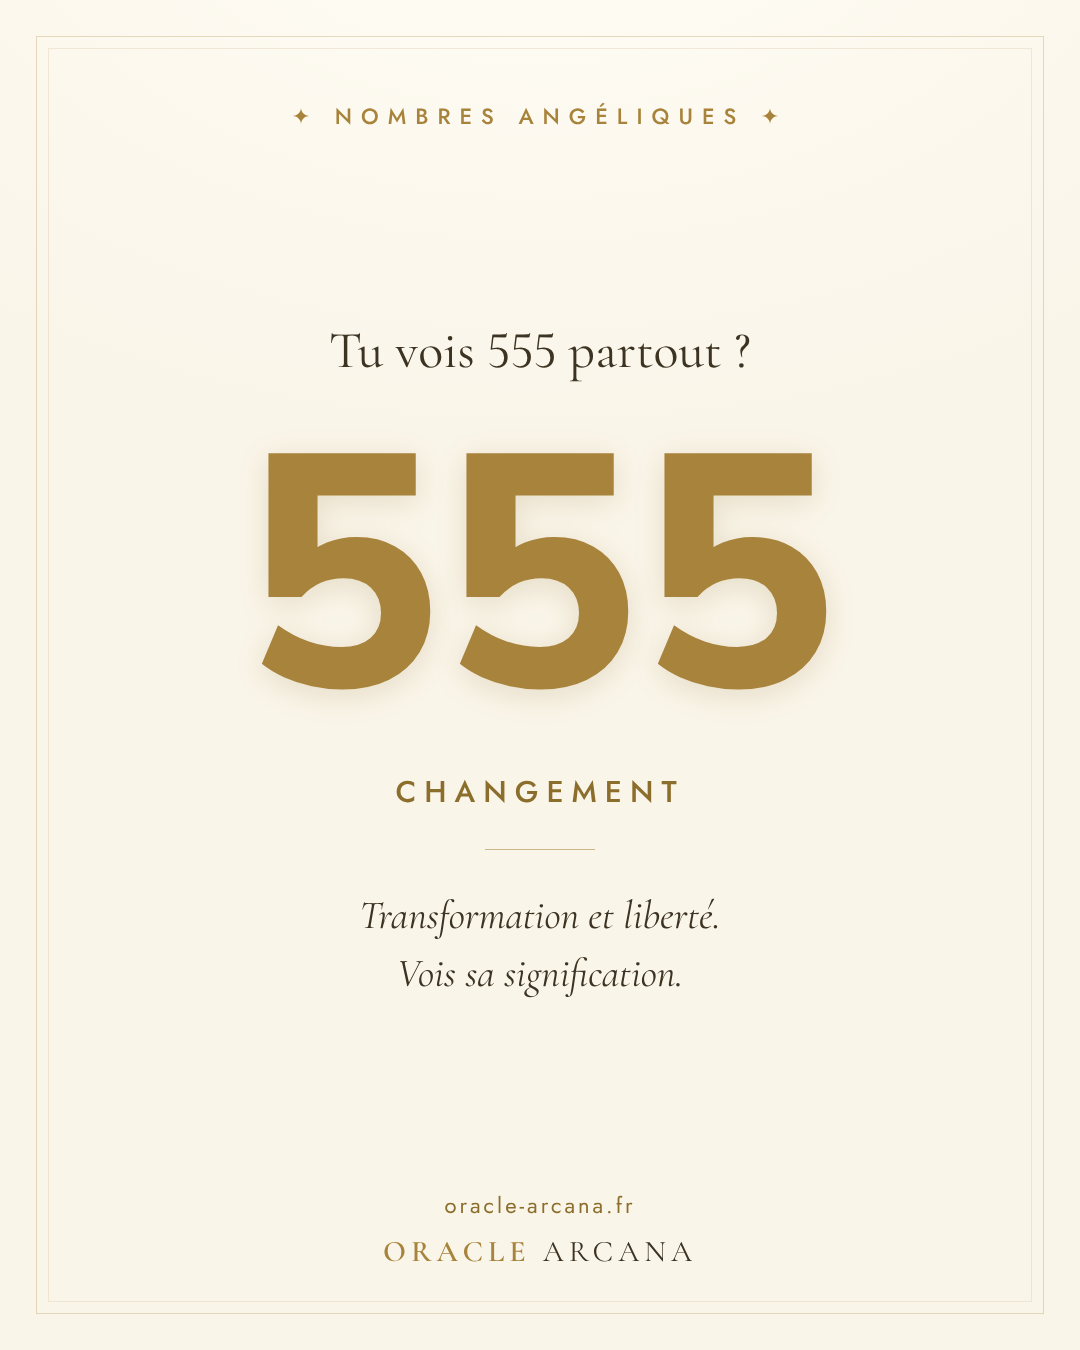 ✦ NOMBRES ANGÉLIQUES ✦
Tu vois 555 partout ?
555
CHANGEMENT
Transformation et liberté.
Vois sa signification.
oracle-arcana.fr
ORACLE ARCANA